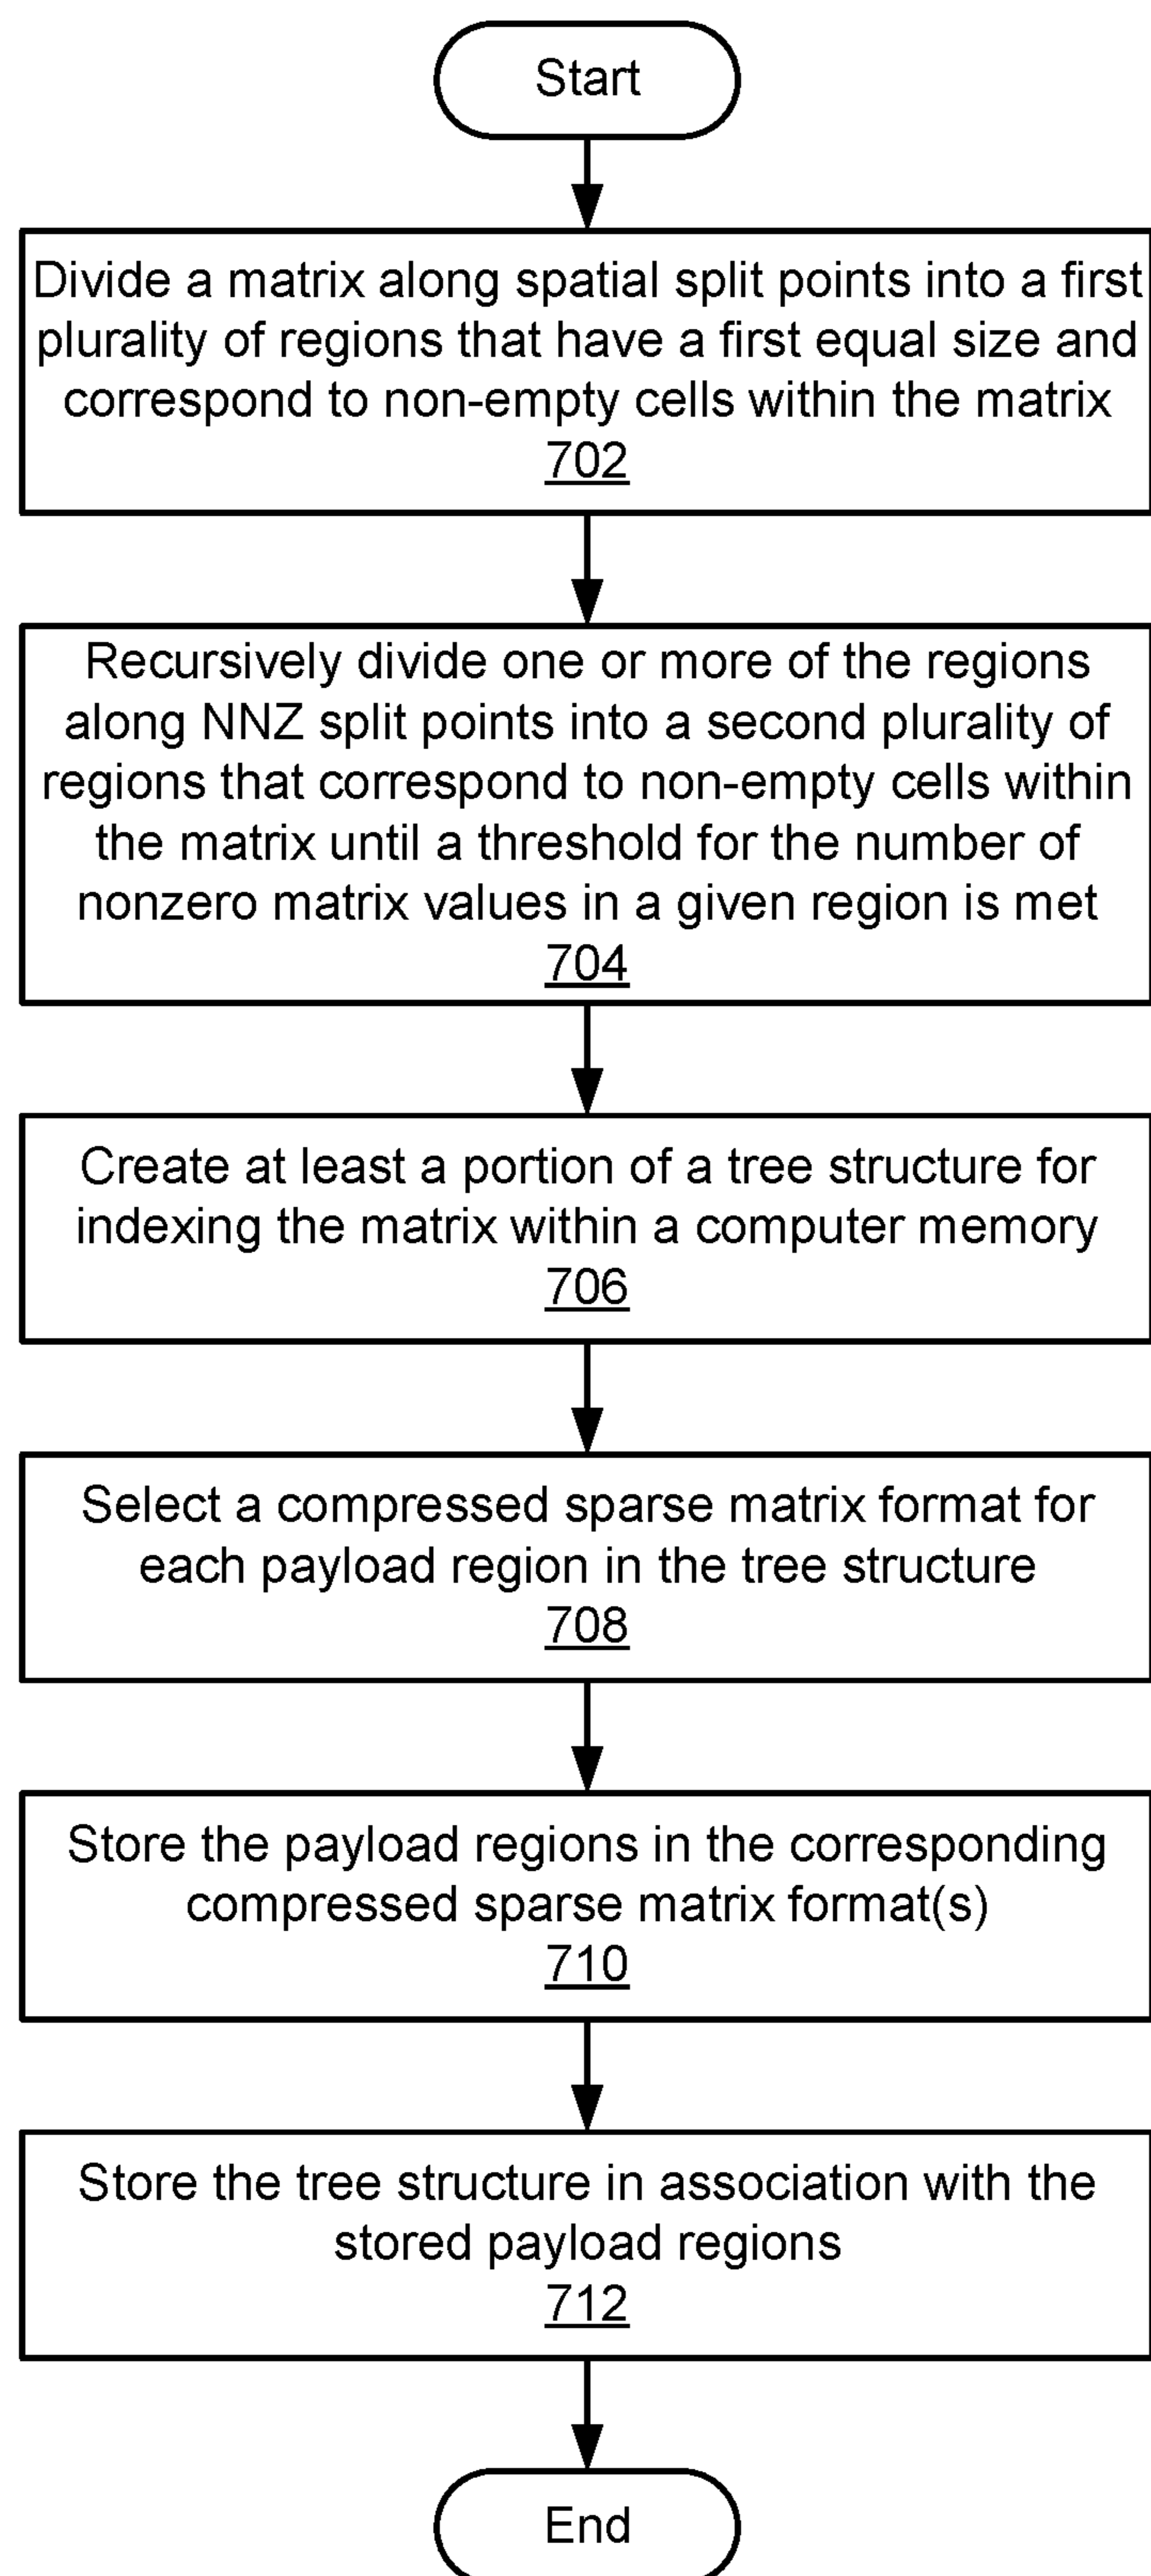 Start
Divide a matrix along spatial split points into a first
plurality of regions that have a first equal size and
correspond to non-empty cells within the matrix
702
Recursively divide one or more of the regions
along NNZ split points into a second plurality of
regions that correspond to non-empty cells within
the matrix until a threshold for the number of
nonzero matrix values in a given region is met
704
Create at least a portion of a tree structure for
indexing the matrix within a computer memory
706
Select a compressed sparse matrix format for
each payload region in the tree structure
708
Store the payload regions in the corresponding
compressed sparse matrix format(s)
710
Store the tree structure in association with the
stored payload regions
712
End